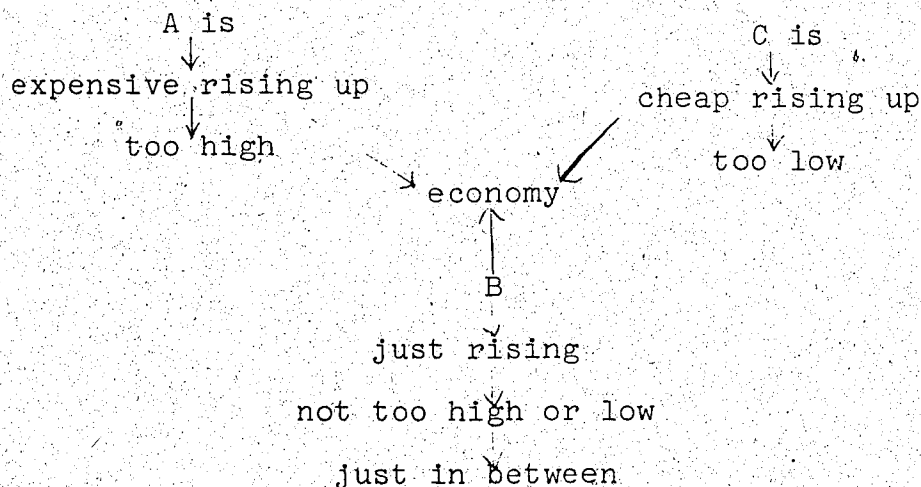 A is
expensive rising up
too high
C is
cheap rising up
too low
economy
B
just rising
not too high or low
just in between